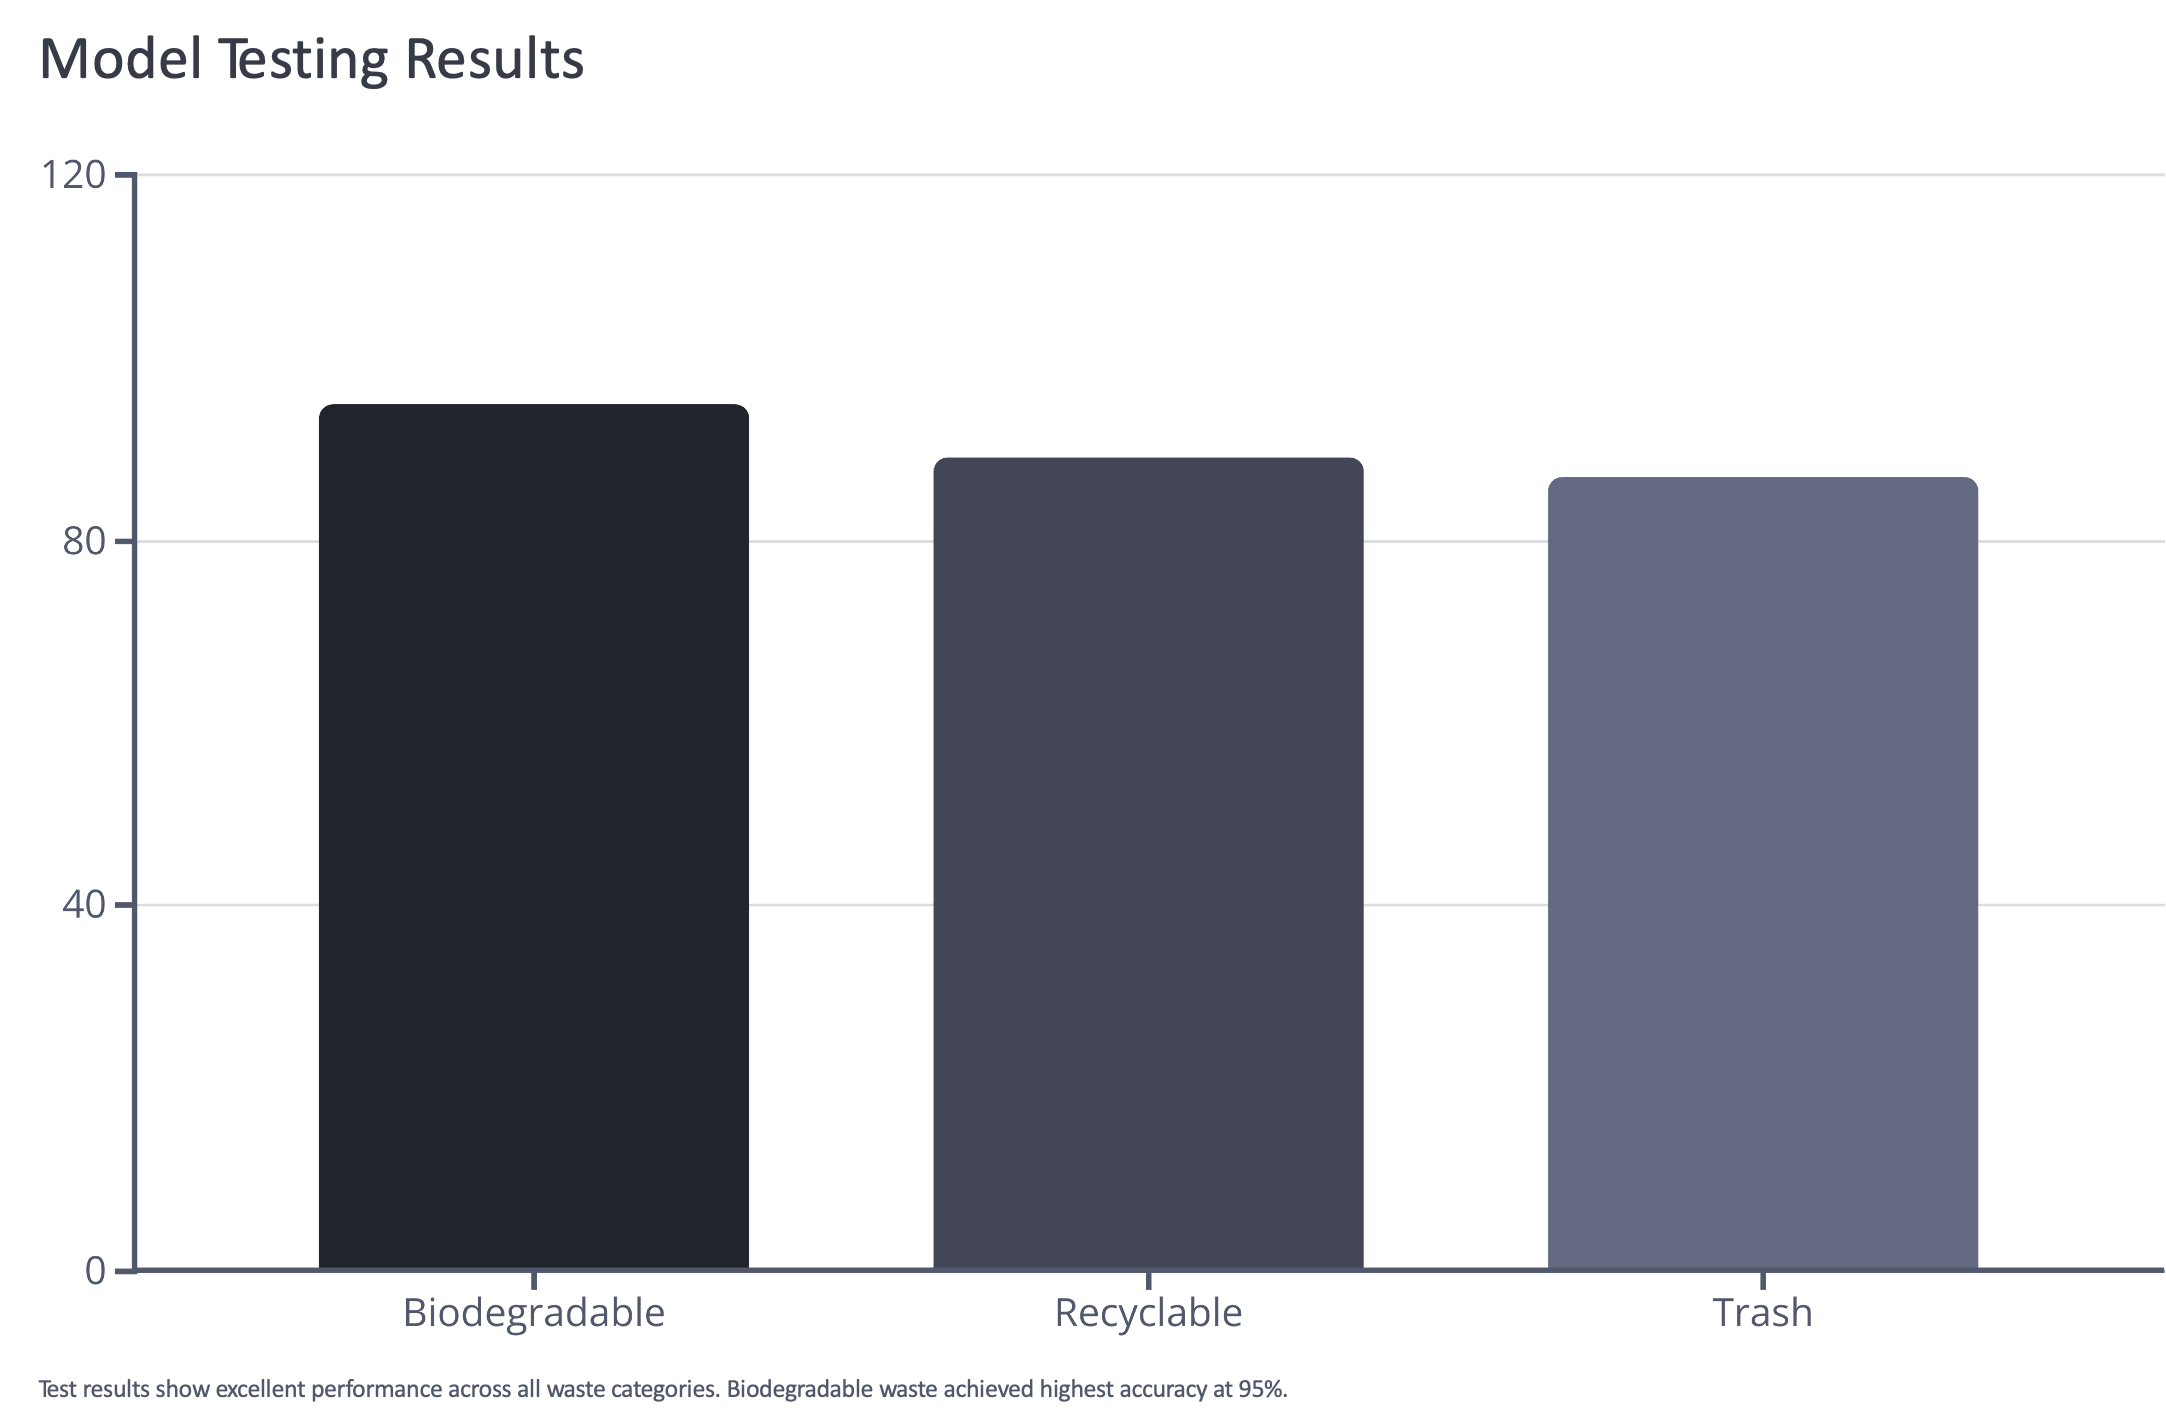 Model Testing Results
120
80
40
0
Biodegradable Recyclable Trash
Test results show excellent performance across all waste categories. Biodegradable waste achieved highest accuracy at 95%.